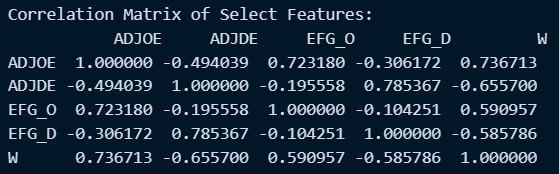 Correlation Matrix of Select Features:
ADJOE ADJDE EFG_O EFG_D W
ADJOE 1.000000 -0.494039 0.723180 -0.306172 0.736713
ADJDE -0.494039 1.000000 -0.195558 0.785367 -0.655700
EFG_O 0.723180 -0.195558 1.000000 -0.104251 0.590957
EFG_D -0.306172 0.785367 -0.104251 1.000000 -0.585786
W 0.736713 -0.655700 0.590957 -0.585786 1.000000